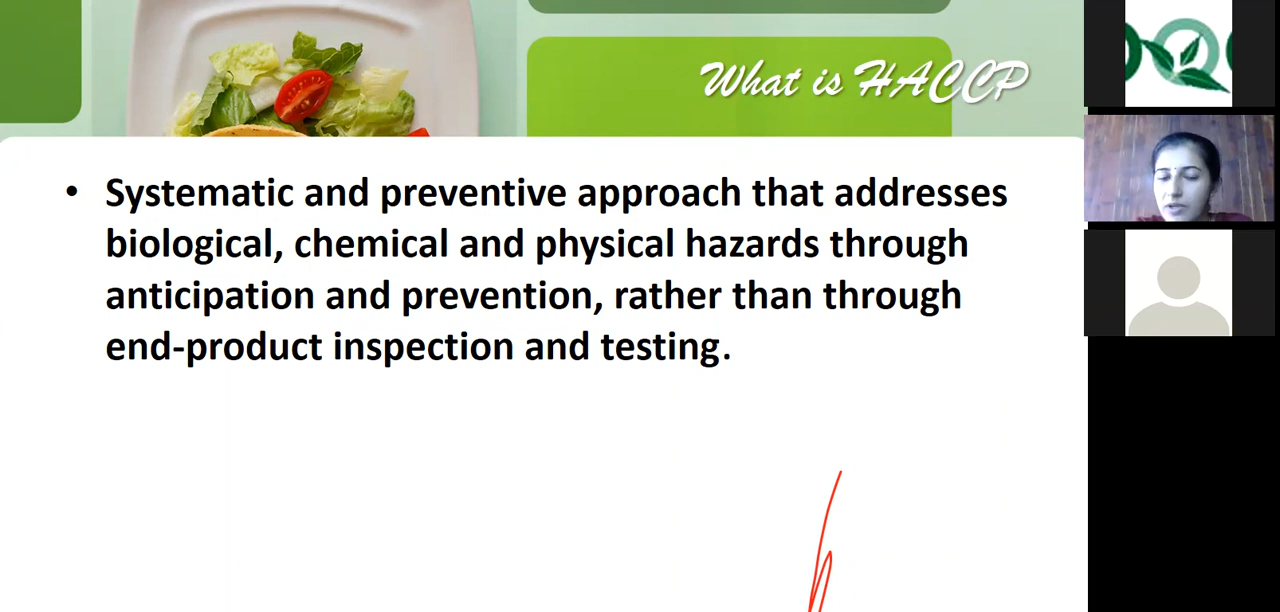 What is HACCP
• Systematic and preventive approach that addresses
biological, chemical and physical hazards through
anticipation and prevention, rather than through
end-product inspection and testing.